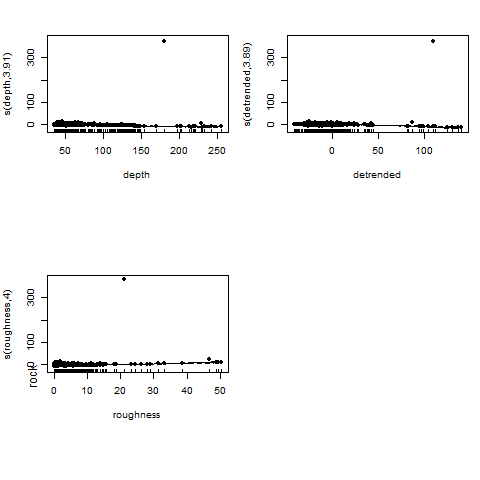 s(depth,3.91)
0 100 300
50 100 150 200 250
depth
s(detrended,3.89)
0 100 300
0 50 100
detrended
s(roughness,4)
rock
0 100 300
0 10 20 30 40 50
roughness